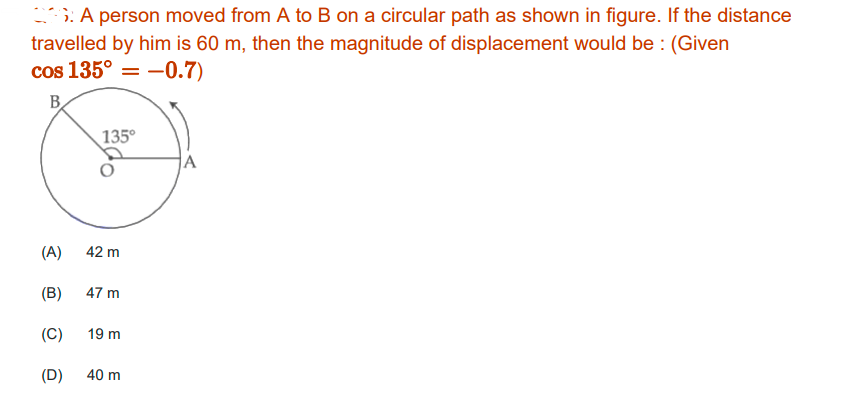 A person moved from A to B on a circular path as shown in figure. If the distance
travelled by him is 60 m, then the magnitude of displacement would be : (Given
cos 135° = −0.7)
B
135°
A
O
(A) 42 m
(B) 47 m
(C) 19 m
(D) 40 m